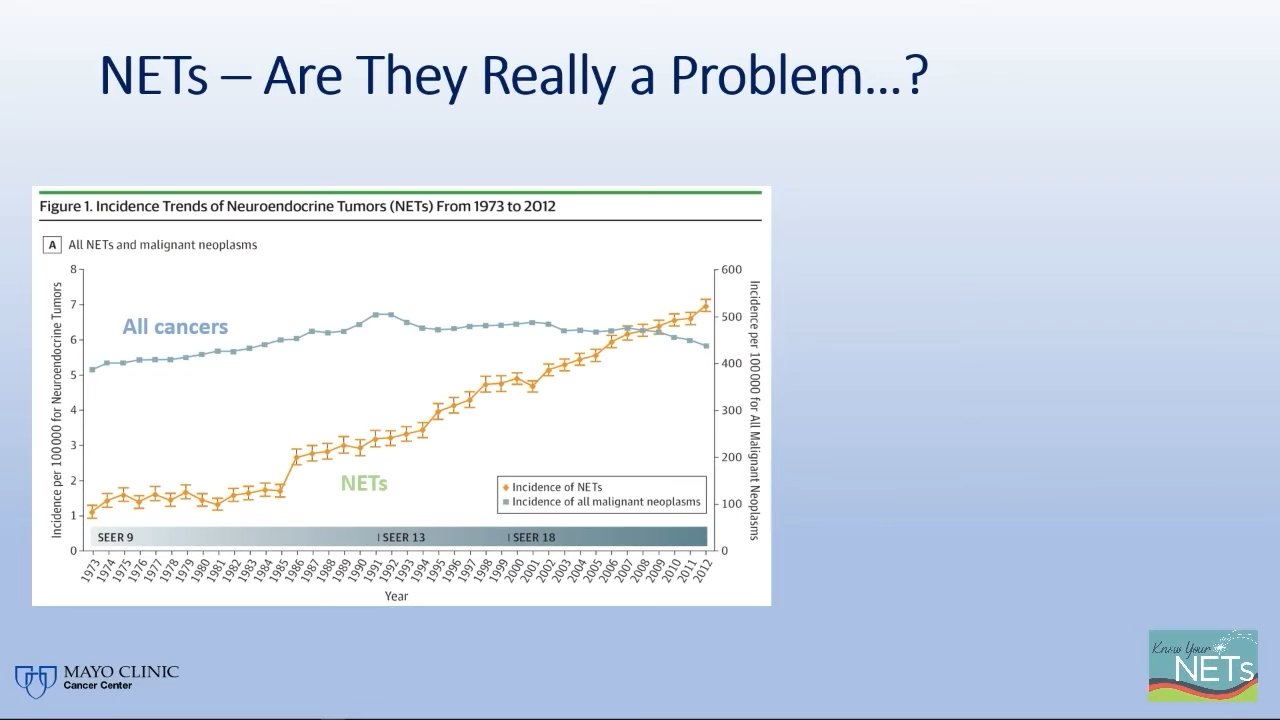 NETs – Are They Really a Problem...?
Figure 1. Incidence Trends of Neuroendocrine Tumors (NETs) From 1973 to 2012
A All NETs and malignant neoplasms
Incidence per 100 000 for Neuroendocrine Tumors
8
7
6
5
4
3
2
1
0
All cancers
NETs
Incidence of NETs
Incidence of all malignant neoplasms
SEER 9
SEER 13
SEER 18
600
500
400
300
200
100
0
Incidence per 100 000 for All Malignant Neoplasms
1973 1974 1975 1976 1977 1978 1979 1980 1981 1982 1983 1984 1985 1986 1987 1988 1989 1990 1991 1992 1993 1994 1995 1996 1997 1998 1999 2000 2001 2002 2003 2004 2005 2006 2007 2008 2009 2010 2011 2012
Year
MAYO CLINIC
Cancer Center
Know Your
NETs